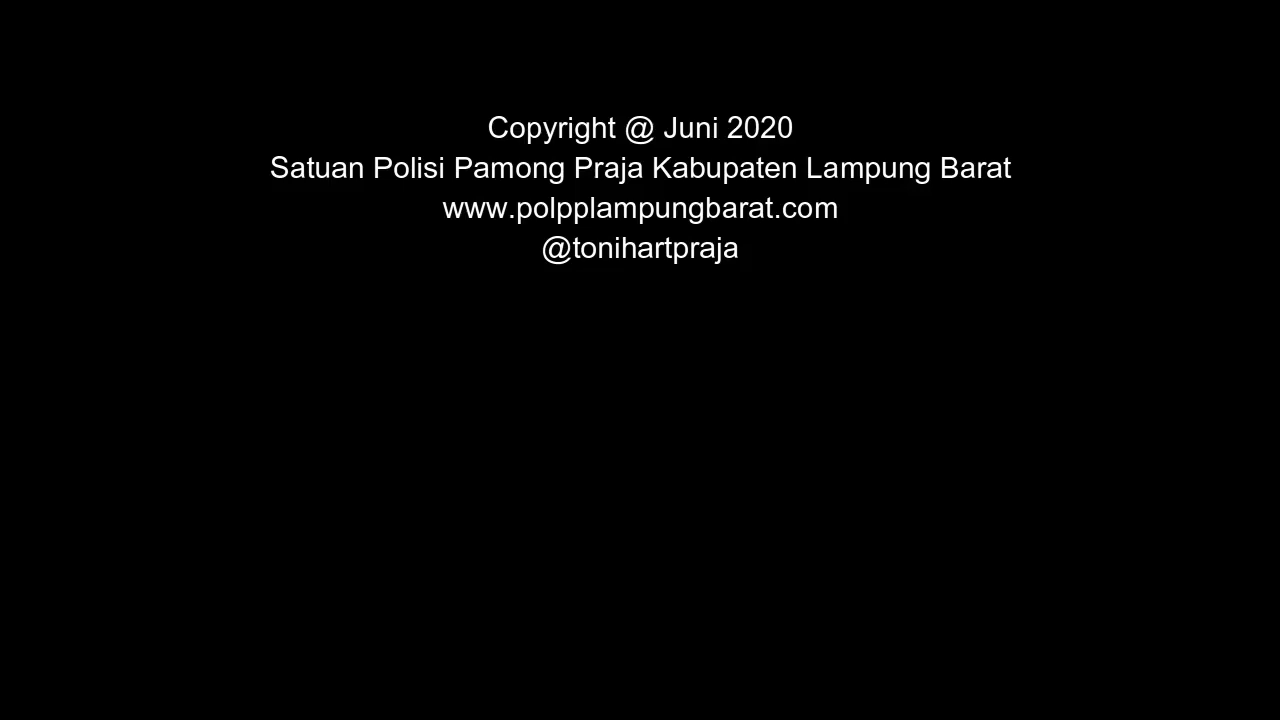 Copyright @ Juni 2020
Satuan Polisi Pamong Praja Kabupaten Lampung Barat
www.polpplampungbarat.com
@tonihartpraja